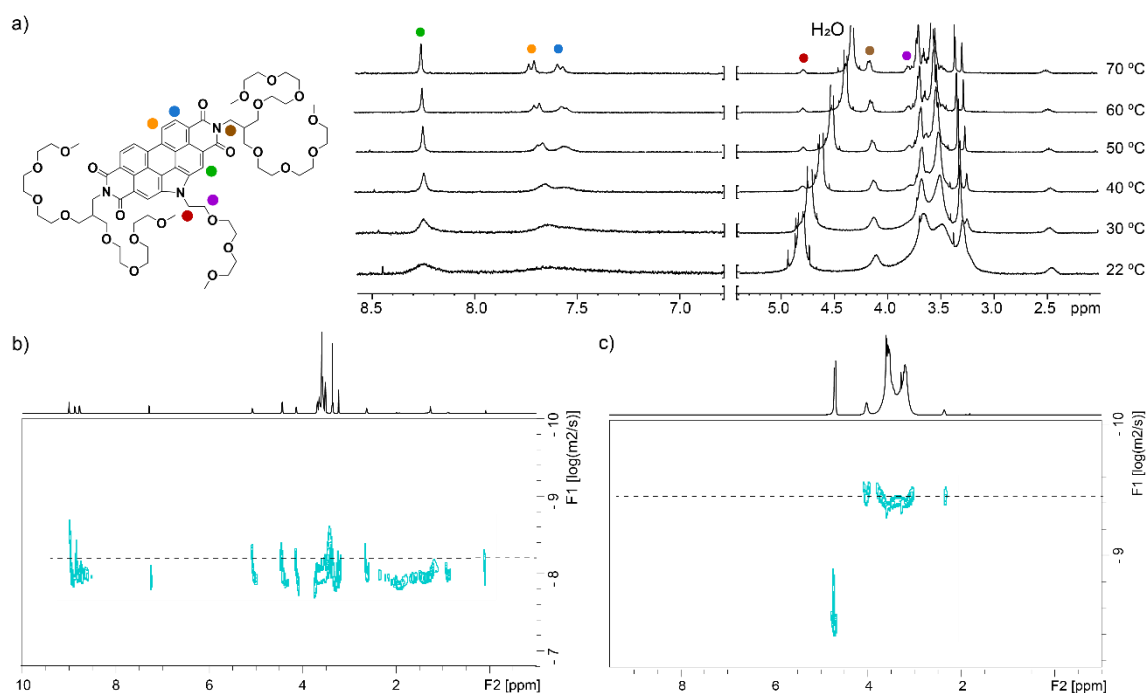 a)
H₂O
70 ºC
60 ºC
50 ºC
40 ºC
30 ºC
22 ºC
O O O O O O O N O O O O O O N O O O N O O O O O O O O
8.5 8.0 7.5 7.0 5.0 4.5 4.0 3.5 3.0 2.5 ppm
b)
- 10
- 9
- 8
- 7
F1 [log(m2/s)]
10 8 6 4 2 F2 [ppm]
c)
- 10
- 9
F1 [log(m2/s)]
8 6 4 2 F2 [ppm]